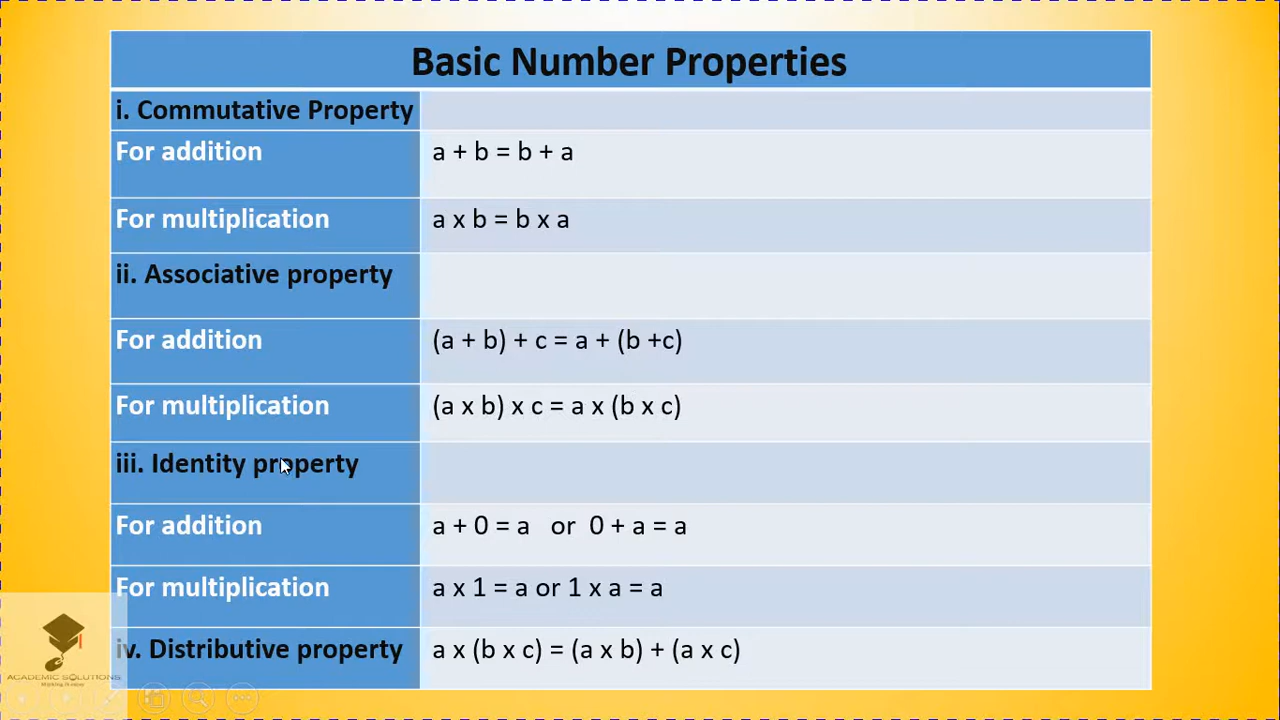 Basic Number Properties
i. Commutative Property
For addition a + b = b + a
For multiplication a x b = b x a
ii. Associative property
For addition (a + b) + c = a + (b +c)
For multiplication (a x b) x c = a x (b x c)
iii. Identity property
For addition a + 0 = a or 0 + a = a
For multiplication a x 1 = a or 1 x a = a
iv. Distributive property a x (b x c) = (a x b) + (a x c)
ACADEMIC SOLUTIONS